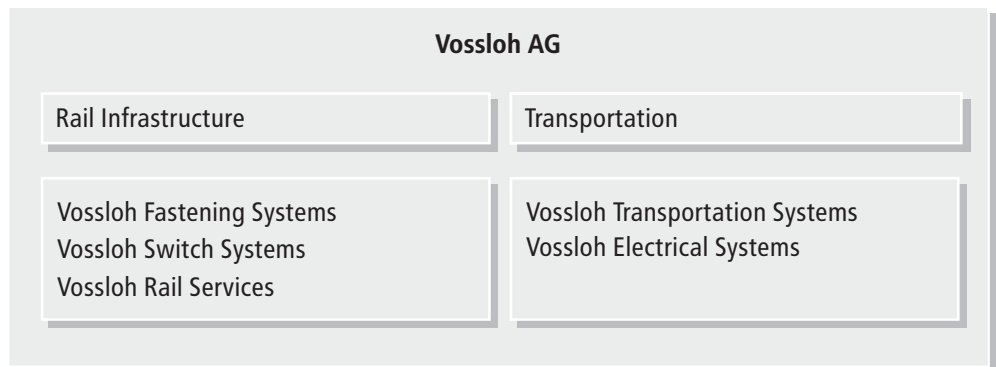 Vossloh AG
Rail Infrastructure
Transportation
Vossloh Fastening Systems
Vossloh Switch Systems
Vossloh Rail Services
Vossloh Transportation Systems
Vossloh Electrical Systems